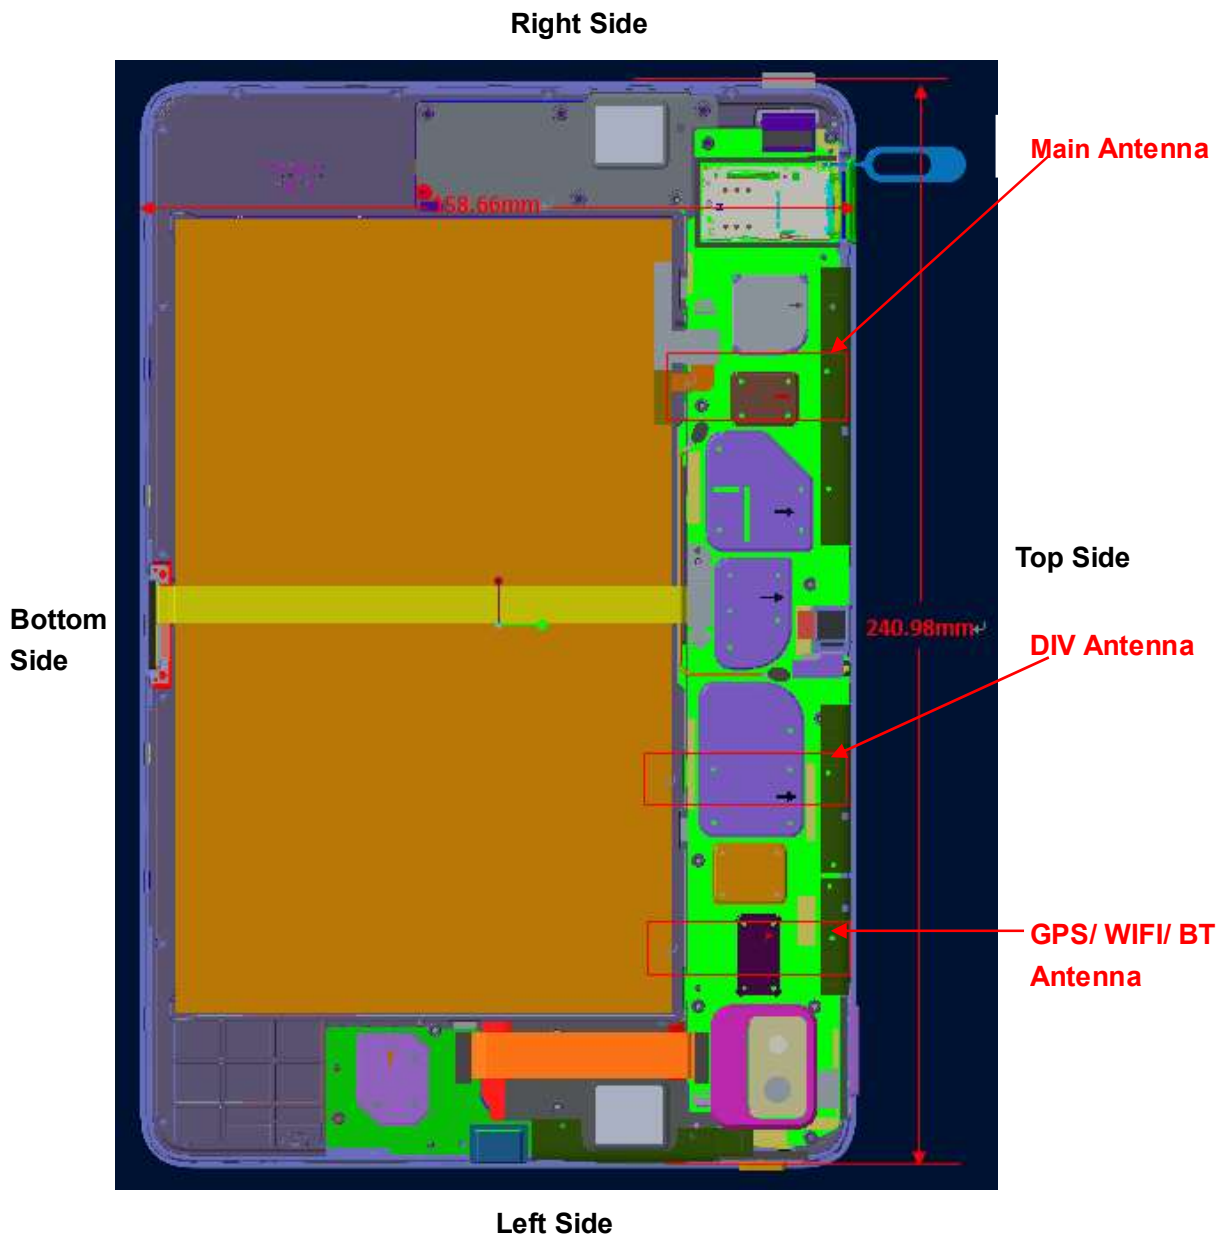 Right Side
Main Antenna
158.66mm
Top Side
Bottom
Side
240.98mm↵
DIV Antenna
GPS/ WIFI/ BT
Antenna
Left Side